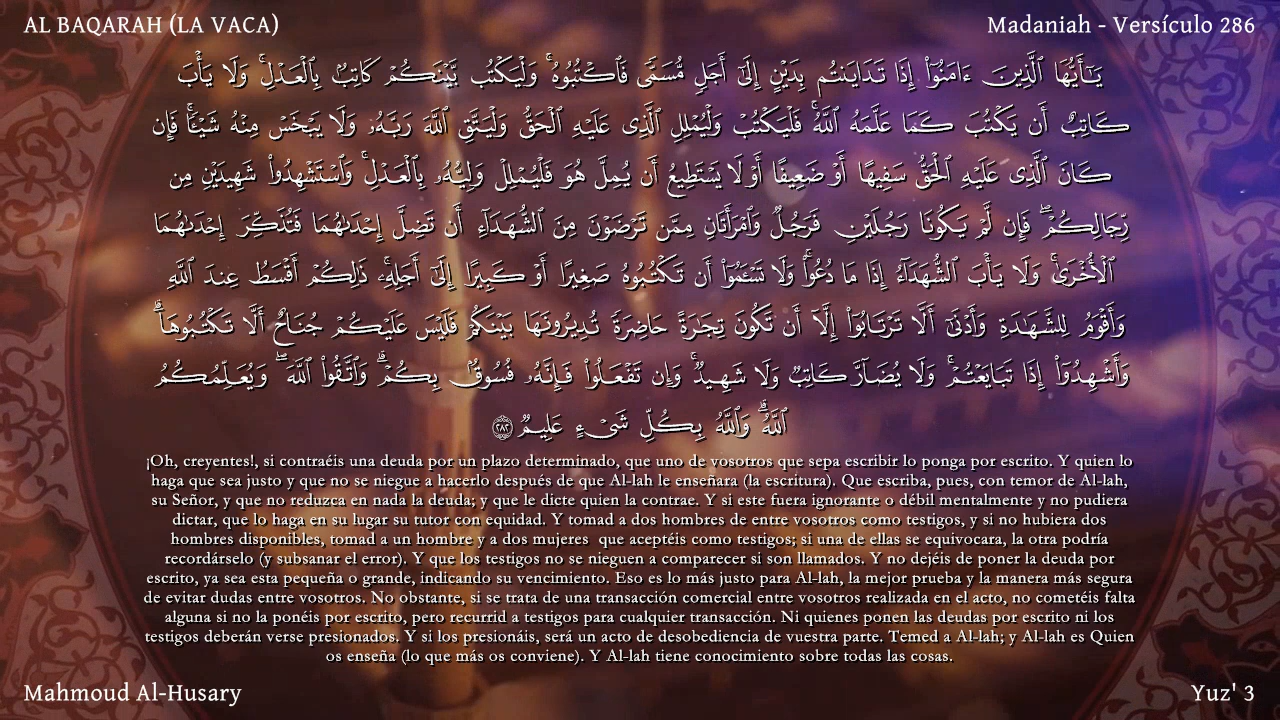 AL BAQARAH (LA VACA)
Madaniah - Versículo 286
يَـٰٓأَيُّهَا ٱلَّذِينَ ءَامَنُوٓا۟ إِذَا تَدَايَنتُم بِدَيْنٍ إِلَىٰٓ أَجَلٍ مُّسَمًّى فَٱكْتُبُوهُ ۚ وَلْيَكْتُب بَّيْنَكُمْ كَاتِبٌۢ بِٱلْعَدْلِ ۚ وَلَا يَأْبَ
كَاتِبٌ أَن يَكْتُبَ كَمَا عَلَّمَهُ ٱللَّهُ ۚ فَلْيَكْتُبْ وَلْيُمْلِلِ ٱلَّذِى عَلَيْهِ ٱلْحَقُّ وَلْيَتَّقِ ٱللَّهَ رَبَّهُۥ وَلَا يَبْخَسْ مِنْهُ شَيْـًٔا ۚ فَإِن
كَانَ ٱلَّذِى عَلَيْهِ ٱلْحَقُّ سَفِيهًا أَوْ ضَعِيفًا أَوْ لَا يَسْتَطِيعُ أَن يُمِلَّ هُوَ فَلْيُمْلِلْ وَلِيُّهُۥ بِٱلْعَدْلِ ۚ وَٱسْتَشْهِدُوا۟ شَهِيدَيْنِ مِن
رِّجَالِكُمْ ۖ فَإِن لَّمْ يَكُونَا رَجُلَيْنِ فَرَجُلٌ وَٱمْرَأَتَانِ مِمَّن تَرْضَوْنَ مِنَ ٱلشُّهَدَآءِ أَن تَضِلَّ إِحْدَىٰهُمَا فَتُذَكِّرَ إِحْدَىٰهُمَا
ٱلْأُخْرَىٰ ۚ وَلَا يَأْبَ ٱلشُّهَدَآءُ إِذَا مَا دُعُوا۟ ۚ وَلَا تَسْـَٔمُوٓا۟ أَن تَكْتُبُوهُ صَغِيرًا أَوْ كَبِيرًا إِلَىٰٓ أَجَلِهِۦ ۚ ذَٰلِكُمْ أَقْسَطُ عِندَ ٱللَّهِ
وَأَقْوَمُ لِلشَّهَـٰدَةِ وَأَدْنَىٰٓ أَلَّا تَرْتَابُوٓا۟ ۖ إِلَّآ أَن تَكُونَ تِجَـٰرَةً حَاضِرَةً تُدِيرُونَهَا بَيْنَكُمْ فَلَيْسَ عَلَيْكُمْ جُنَاحٌ أَلَّا تَكْتُبُوهَا ۗ
وَأَشْهِدُوٓا۟ إِذَا تَبَايَعْتُمْ ۚ وَلَا يُضَآرَّ كَاتِبٌ وَلَا شَهِيدٌ ۚ وَإِن تَفْعَلُوا۟ فَإِنَّهُۥ فُسُوقٌۢ بِكُمْ ۗ وَٱتَّقُوا۟ ٱللَّهَ ۖ وَيُعَلِّمُكُمُ
ٱللَّهُ ۗ وَٱللَّهُ بِكُلِّ شَىْءٍ عَلِيمٌ ٢٨٢
¡Oh, creyentes!, si contraéis una deuda por un plazo determinado, que uno de vosotros que sepa escribir lo ponga por escrito. Y quien lo
haga que sea justo y que no se niegue a hacerlo después de que Al-lah le enseñara (la escritura). Que escriba, pues, con temor de Al-lah,
su Señor, y que no reduzca en nada la deuda; y que le dicte quien la contrae. Y si este fuera ignorante o débil mentalmente y no pudiera
dictar, que lo haga en su lugar su tutor con equidad. Y tomad a dos hombres de entre vosotros como testigos, y si no hubiera dos
hombres disponibles, tomad a un hombre y a dos mujeres que aceptéis como testigos; si una de ellas se equivocara, la otra podría
recordárselo (y subsanar el error). Y que los testigos no se nieguen a comparecer si son llamados. Y no dejéis de poner la deuda por
escrito, ya sea esta pequeña o grande, indicando su vencimiento. Eso es lo más justo para Al-lah, la mejor prueba y la manera más segura
de evitar dudas entre vosotros. No obstante, si se trata de una transacción comercial entre vosotros realizada en el acto, no cometéis falta
alguna si no la ponéis por escrito, pero recurrid a testigos para cualquier transacción. Ni quienes ponen las deudas por escrito ni los
testigos deberán verse presionados. Y si los presionáis, será un acto de desobediencia de vuestra parte. Temed a Al-lah; y Al-lah es Quien
os enseña (lo que más os conviene). Y Al-lah tiene conocimiento sobre todas las cosas.
Mahmoud Al-Husary
Yuz' 3